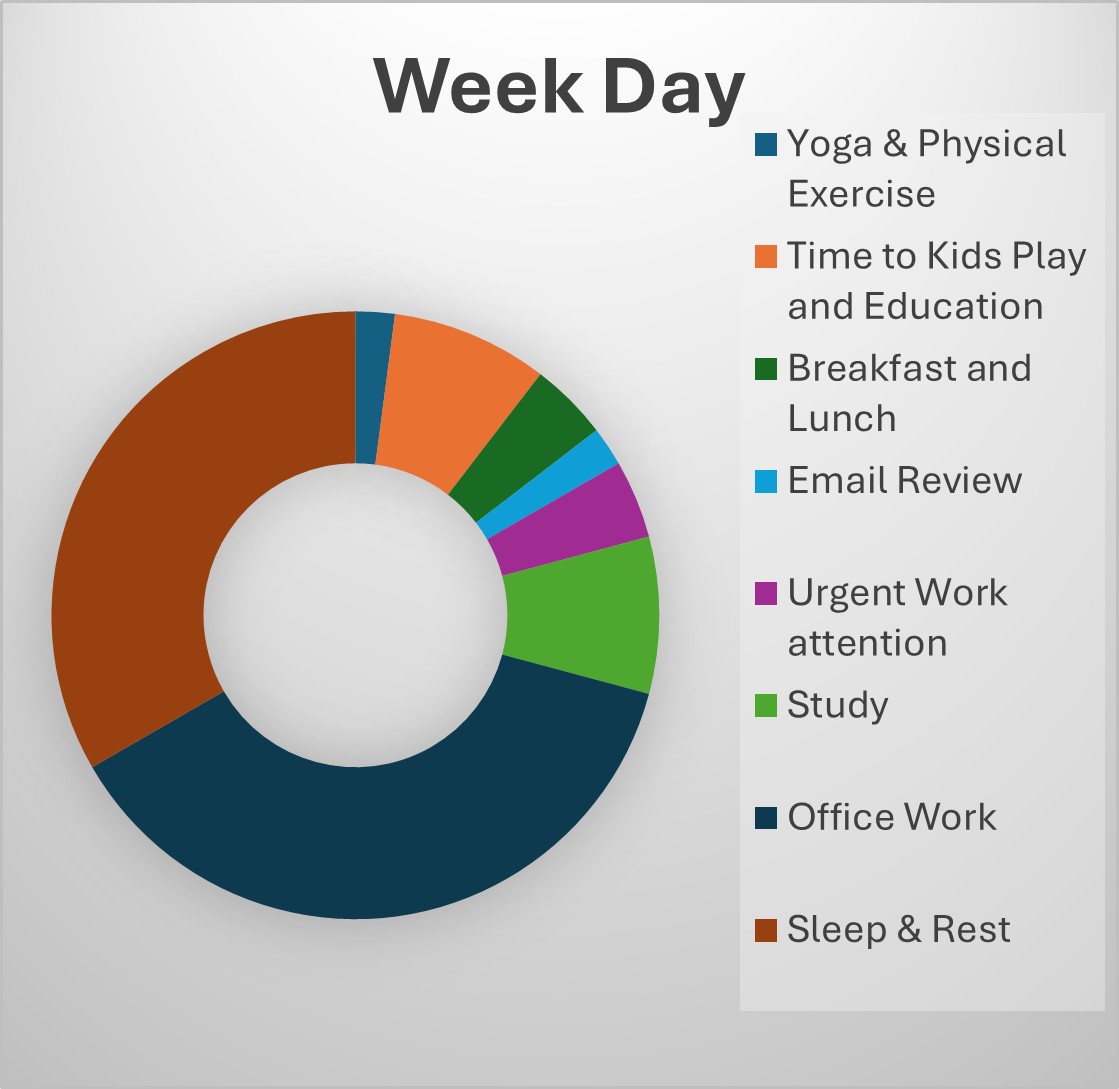 Week Day
Yoga & Physical
Exercise
Time to Kids Play
and Education
Breakfast and
Lunch
Email Review
Urgent Work
attention
Study
Office Work
Sleep & Rest